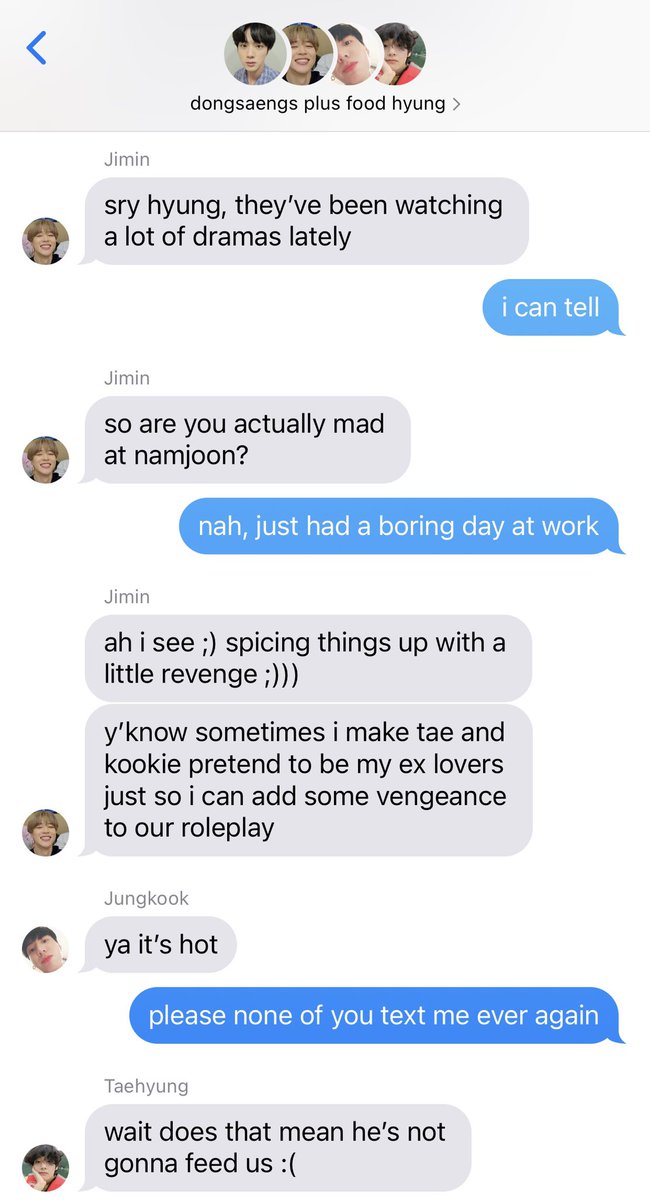 dongsaengs plus food hyung >
Jimin
sry hyung, they’ve been watching
a lot of dramas lately
i can tell
Jimin
so are you actually mad
at namjoon?
nah, just had a boring day at work
Jimin
ah i see ;) spicing things up with a
little revenge ;)))
y’know sometimes i make tae and
kookie pretend to be my ex lovers
just so i can add some vengeance
to our roleplay
Jungkook
ya it’s hot
please none of you text me ever again
Taehyung
wait does that mean he’s not
gonna feed us :(